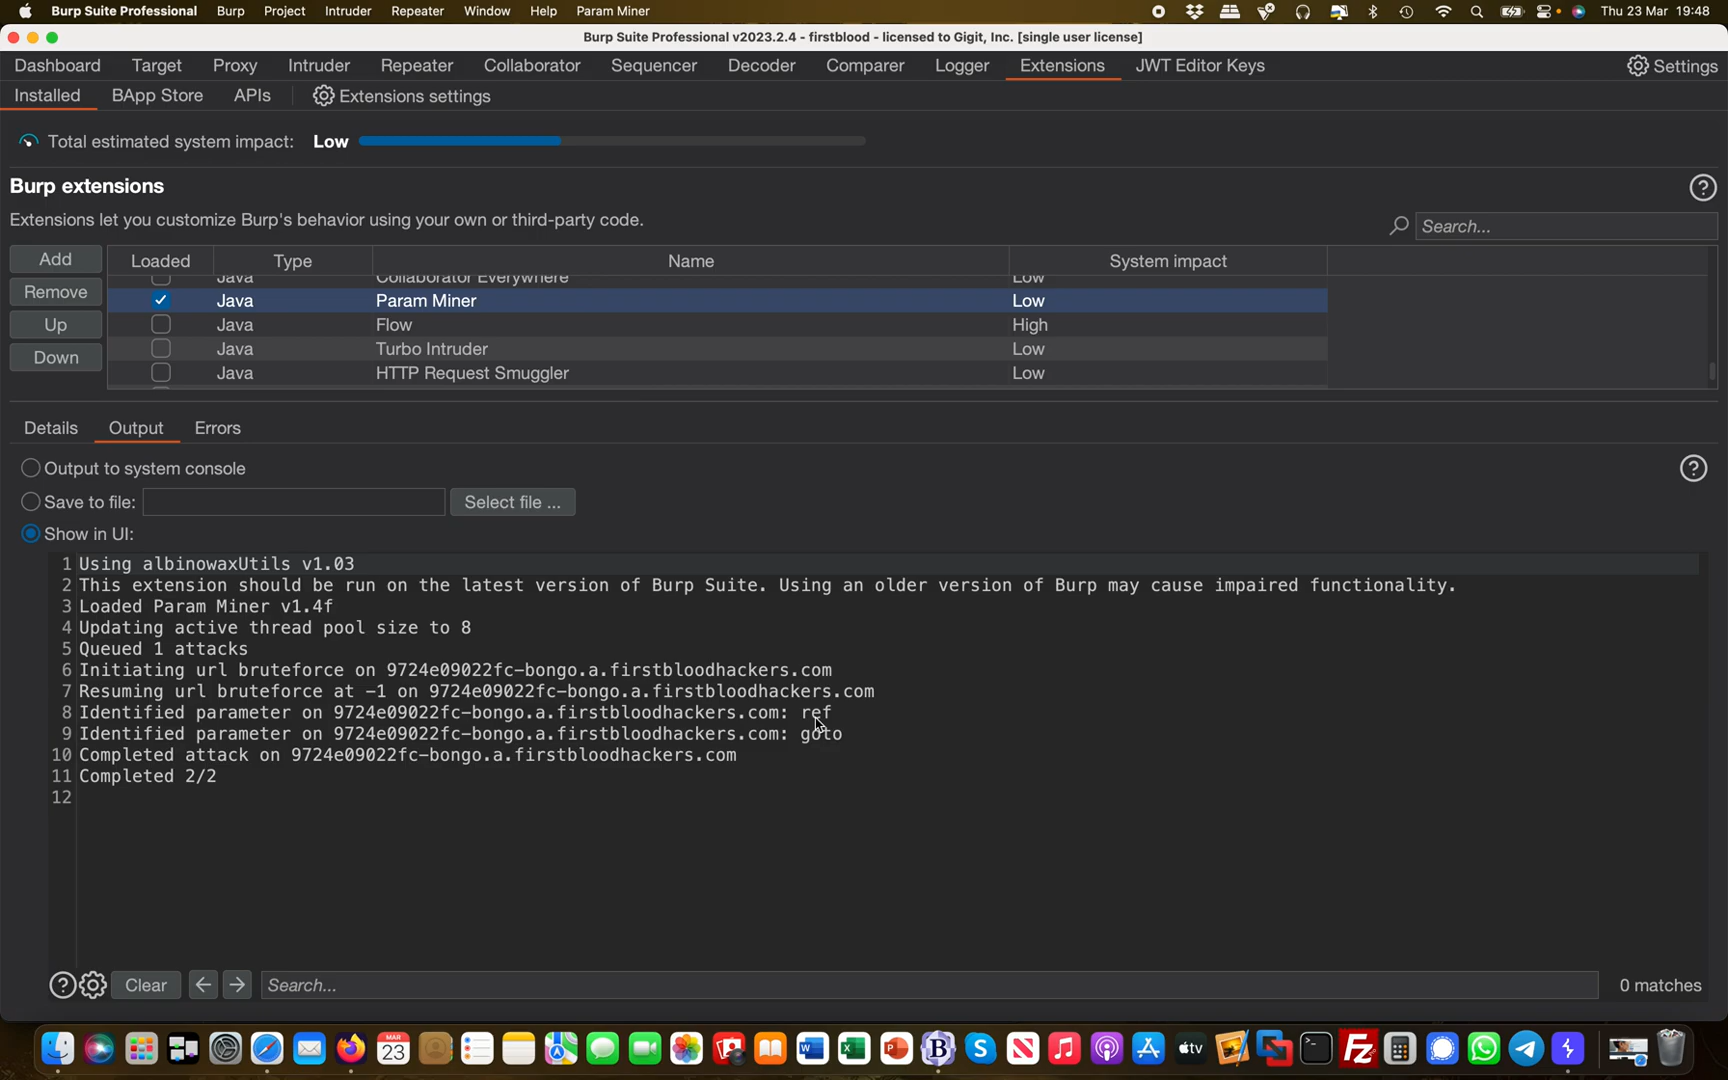 Burp Suite Professional Burp Project Intruder Repeater Window Help Param Miner Thu 23 Mar 19:48
Burp Suite Professional v2023.2.4 - firstblood - licensed to Gigit, Inc. [single user license]
Dashboard Target Proxy Intruder Repeater Collaborator Sequencer Decoder Comparer Logger Extensions JWT Editor Keys Settings
Installed BApp Store APIs Extensions settings
Total estimated system impact: Low
Burp extensions
Extensions let you customize Burp's behavior using your own or third-party code.
Search...
Add Loaded Type Name System impact
Java Collaborator Everywhere Low
Remove
Java Param Miner Low
Up Java Flow High
Java Turbo Intruder Low
Down
Java HTTP Request Smuggler Low
Details Output Errors
Output to system console
Save to file: Select file ...
Show in UI:
1 Using albinowaxUtils v1.03
2 This extension should be run on the latest version of Burp Suite. Using an older version of Burp may cause impaired functionality.
3 Loaded Param Miner v1.4f
4 Updating active thread pool size to 8
5 Queued 1 attacks
6 Initiating url bruteforce on 9724e09022fc-bongo.a.firstbloodhackers.com
7 Resuming url bruteforce at -1 on 9724e09022fc-bongo.a.firstbloodhackers.com
8 Identified parameter on 9724e09022fc-bongo.a.firstbloodhackers.com: ref
9 Identified parameter on 9724e09022fc-bongo.a.firstbloodhackers.com: goto
10 Completed attack on 9724e09022fc-bongo.a.firstbloodhackers.com
11 Completed 2/2
12
Clear Search... 0 matches
MAR
23
tv